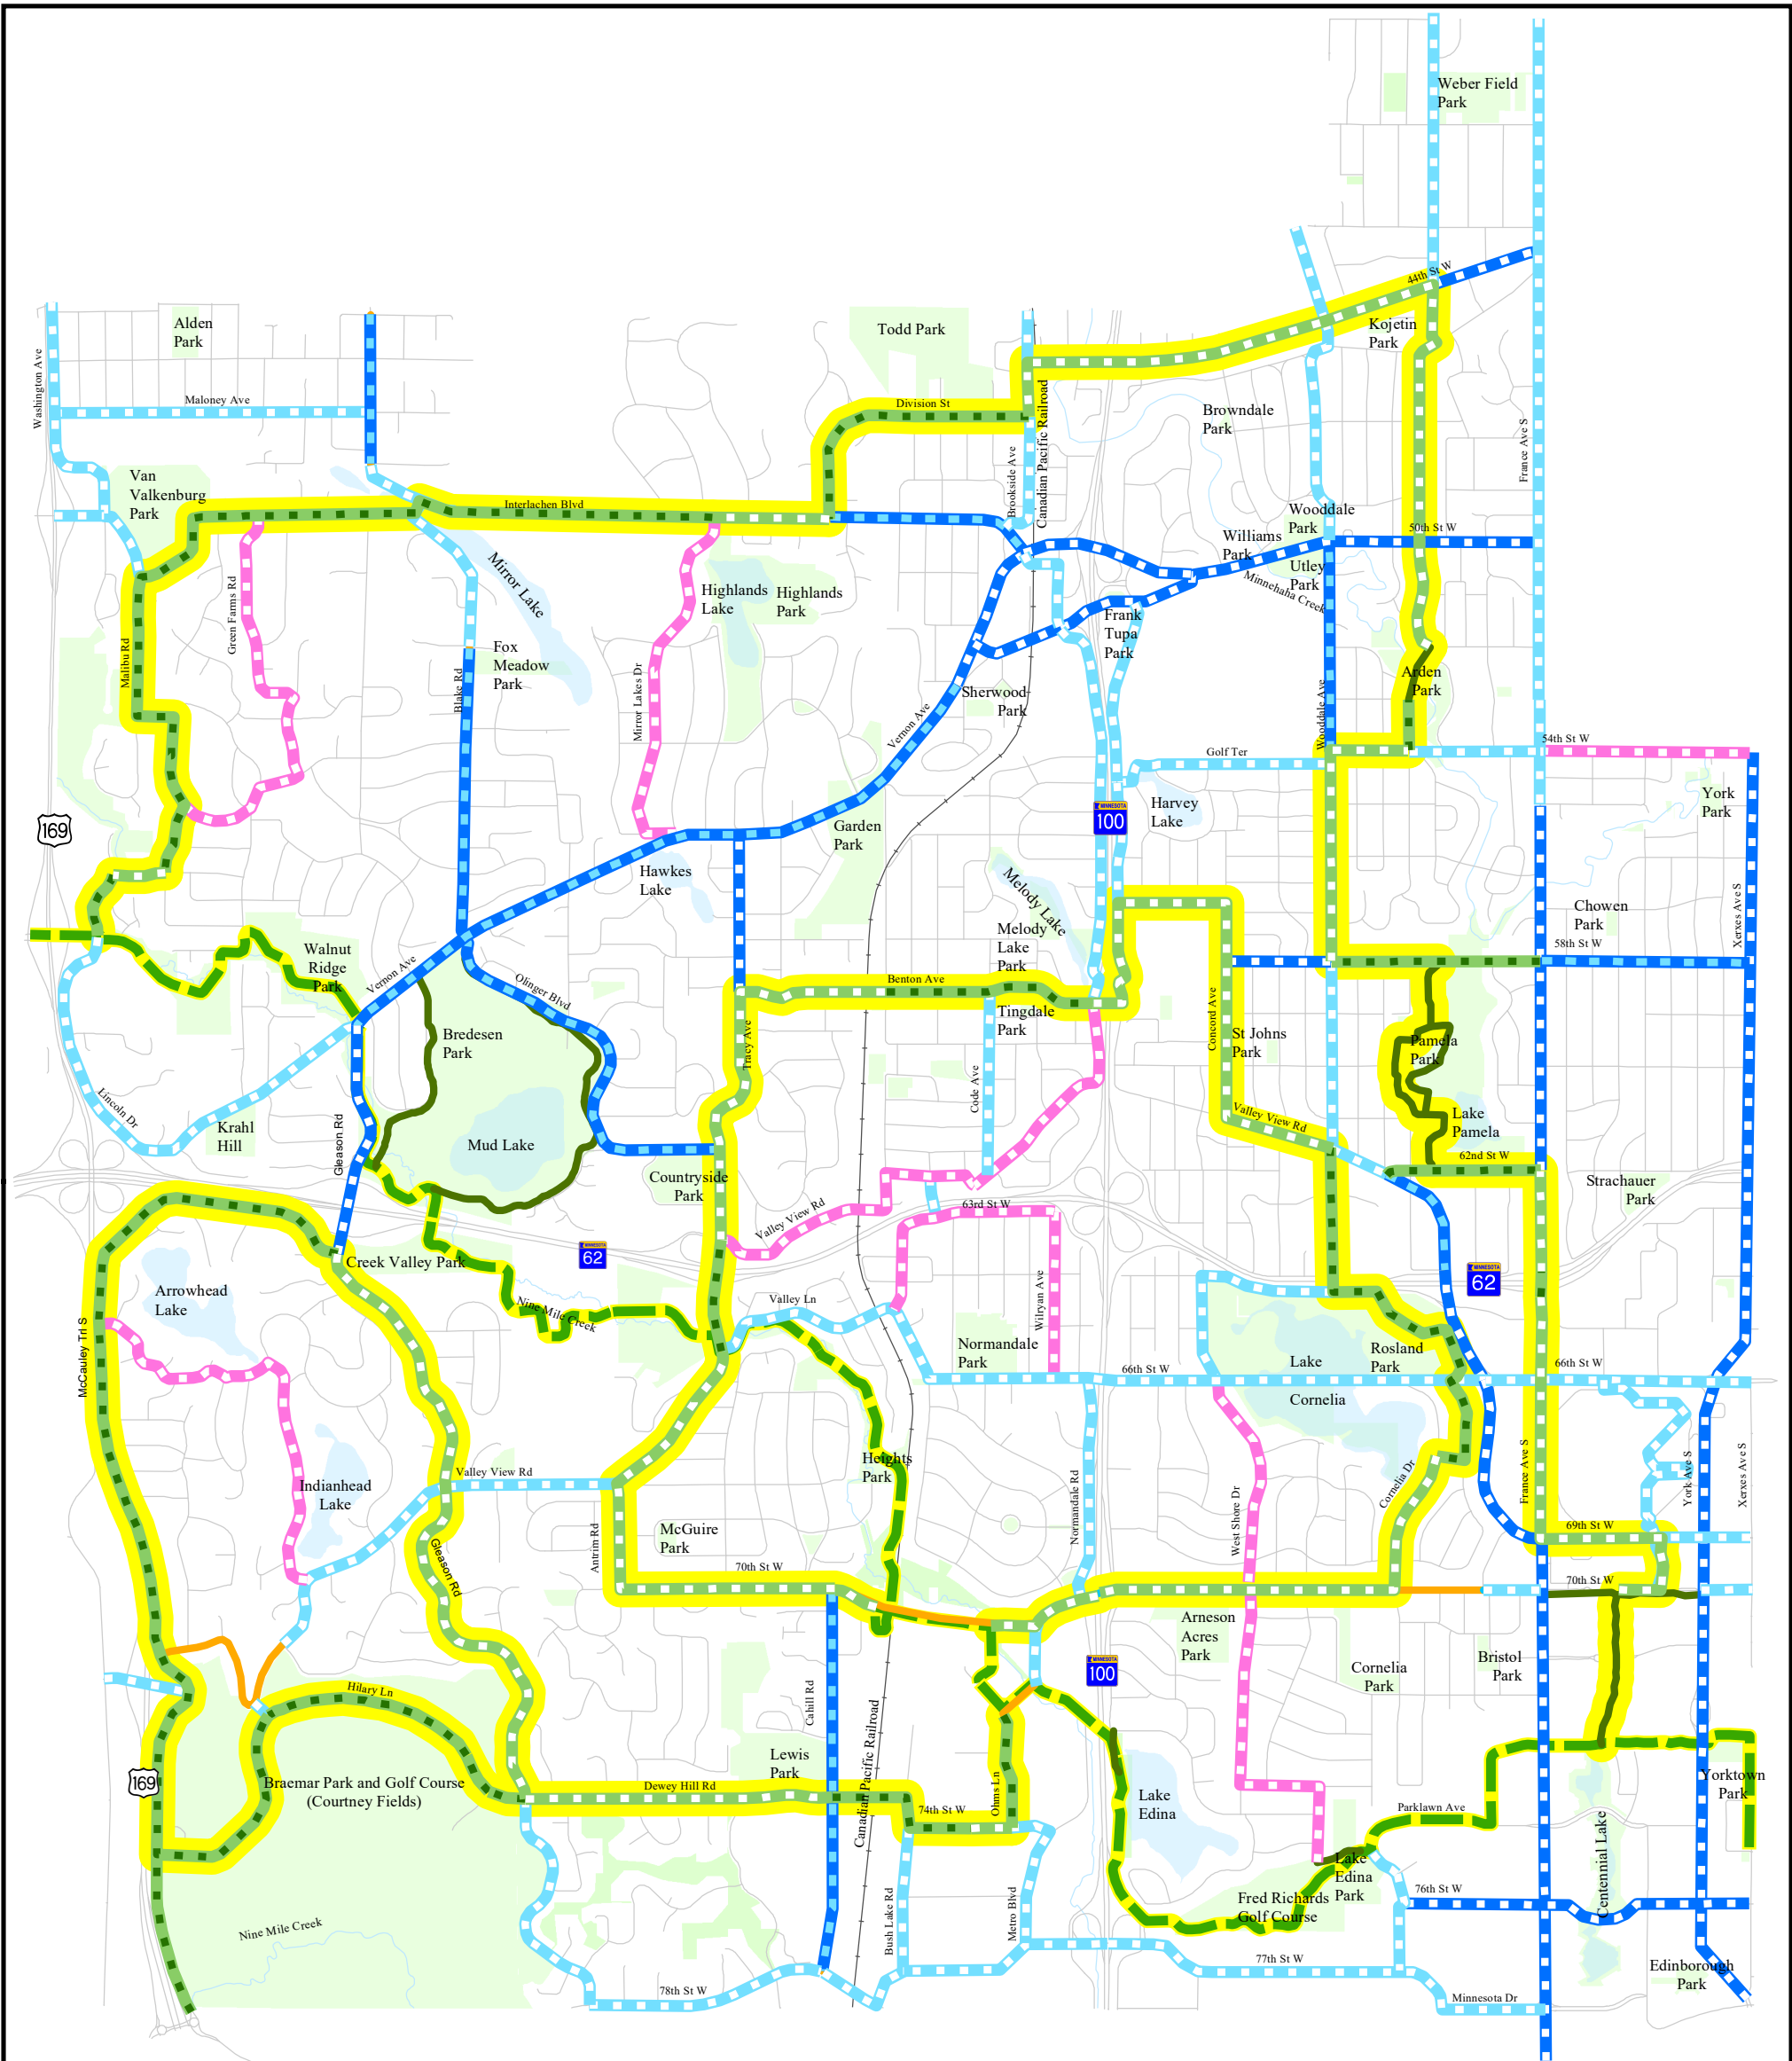 Weber Field
Park
44th St W
Kojetin
Park
Alden
Park
Todd Park
Washington Ave
Maloney Ave
Division St
Canadian Pacific Railroad
Browndale
Park
France Ave S
Brookside Ave
Van
Valkenburg
Park
Interlachen Blvd
Wooddale
Park
50th St W
Williams
Park
Utley
Park
Minnehaha Creek
Mirror Lake
Highlands
Lake
Highlands
Park
Green Farms Rd
Frank
Tupa
Park
Malibu Rd
Fox
Meadow
Park
Blake Rd
Mirror Lakes Dr
Arden
Park
Sherwood
Park
Wooddale Ave
Vernon Ave
54th St W
Golf Ter
York
Park
169
MINNESOTA
100
Harvey
Lake
Garden
Park
Hawkes
Lake
Melody Lake
Chowen
Park
Xerxes Ave S
58th St W
Melody
Lake
Park
Walnut
Ridge
Park
Vernon Ave
Olinger Blvd
Benton Ave
Tingdale
Park
Bredesen
Park
Tracy Ave
Concord Ave
St Johns
Park
Pamela
Park
Code Ave
Lincoln Dr
Krahl
Hill
Gleason Rd
Mud Lake
Valley View Rd
Lake
Pamela
62nd St W
Countryside
Park
Strachauer
Park
Valley View Rd
63rd St W
Creek Valley Park
MINNESOTA
62
MINNESOTA
62
Arrowhead
Lake
Nine Mile Creek
Valley Ln
Wilryan Ave
Normandale
Park
McCauley Trl S
Lake
Cornelia
Rosland
Park
66th St W
66th St W
Heights
Park
Valley View Rd
Indianhead
Lake
Cornelia Dr
France Ave S
York Ave S
Xerxes Ave S
Normandale Rd
West Shore Dr
69th St W
McGuire
Park
Antrim Rd
Gleason Rd
70th St W
70th St W
Arneson
Acres
Park
Bristol
Park
Cornelia
Park
MINNESOTA
100
Hilary Ln
Cahill Rd
Canadian Pacific Railroad
169
Braemar Park and Golf Course
(Courtney Fields)
Lewis
Park
Dewey Hill Rd
Ohms Ln
74th St W
Lake
Edina
Yorktown
Park
Parklawn Ave
Centennial Lake
Lake
Edina
Park
Fred Richards
Golf Course
76th St W
Nine Mile Creek
Bush Lake Rd
Metro Blvd
77th St W
Edinborough
Park
78th St W
Minnesota Dr